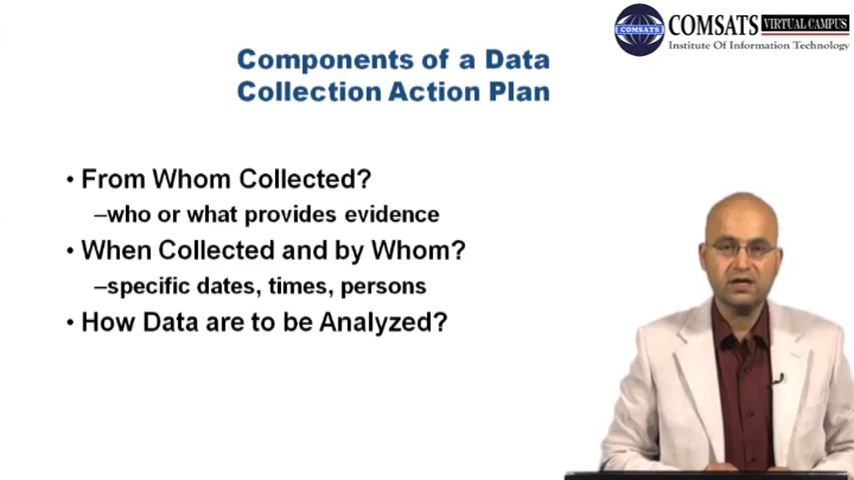 COMSATS VIRTUAL CAMPUS
Institute Of Information Technology
COMSATS
Components of a Data
Collection Action Plan
• From Whom Collected?
–who or what provides evidence
• When Collected and by Whom?
–specific dates, times, persons
• How Data are to be Analyzed?